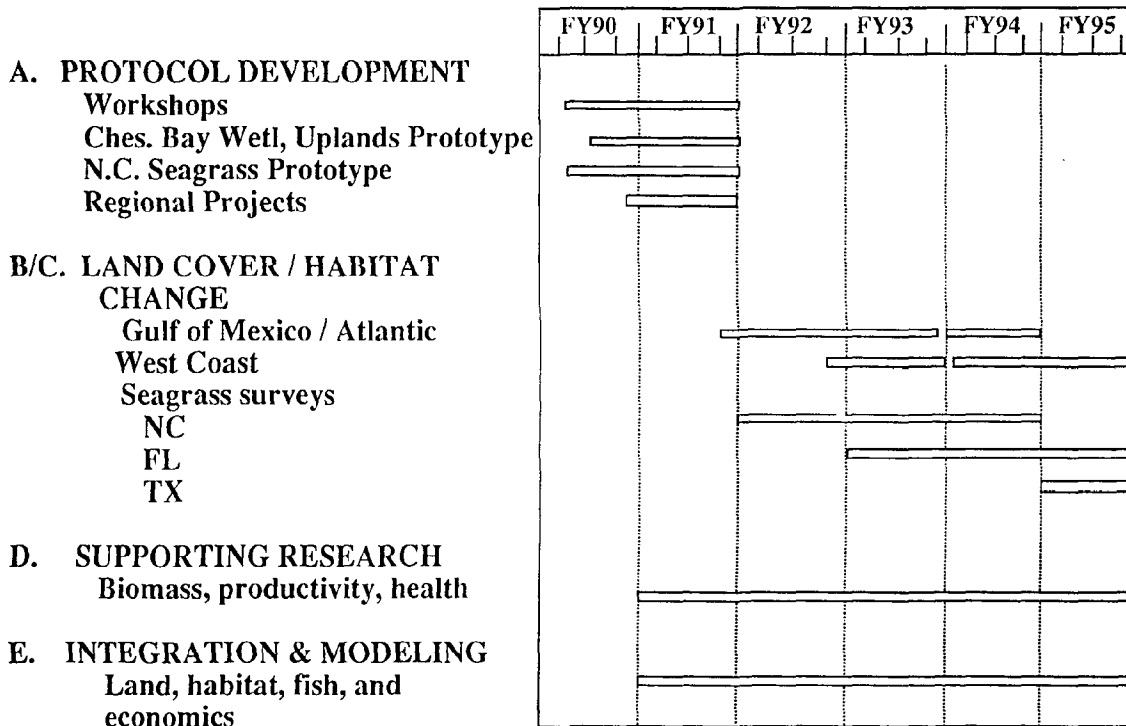 FY90 FY91 FY92 FY93 FY94 FY95
A. PROTOCOL DEVELOPMENT
Workshops
Ches. Bay Wetl, Uplands Prototype
N.C. Seagrass Prototype
Regional Projects
B/C. LAND COVER / HABITAT
CHANGE
Gulf of Mexico / Atlantic
West Coast
Seagrass surveys
NC
FL
TX
D. SUPPORTING RESEARCH
Biomass, productivity, health
E. INTEGRATION & MODELING
Land, habitat, fish, and
economics